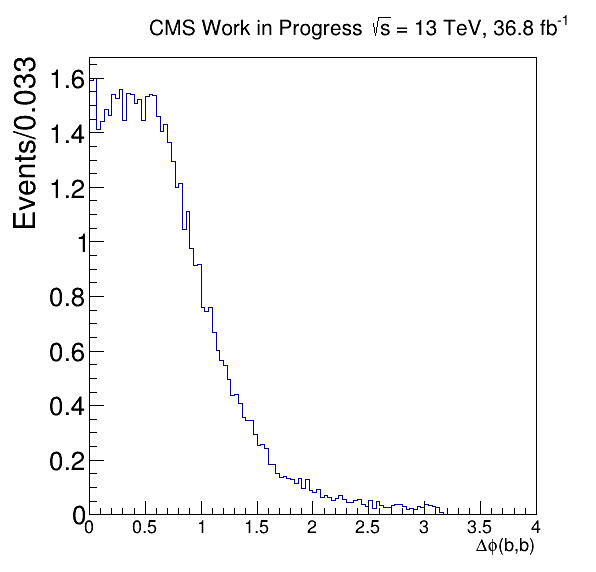 CMS Work in Progress √s = 13 TeV, 36.8 fb⁻¹
Events/0.033
1.6
1.4
1.2
1
0.8
0.6
0.4
0.2
0
0 0.5 1 1.5 2 2.5 3 3.5 4
Δϕ(b,b)